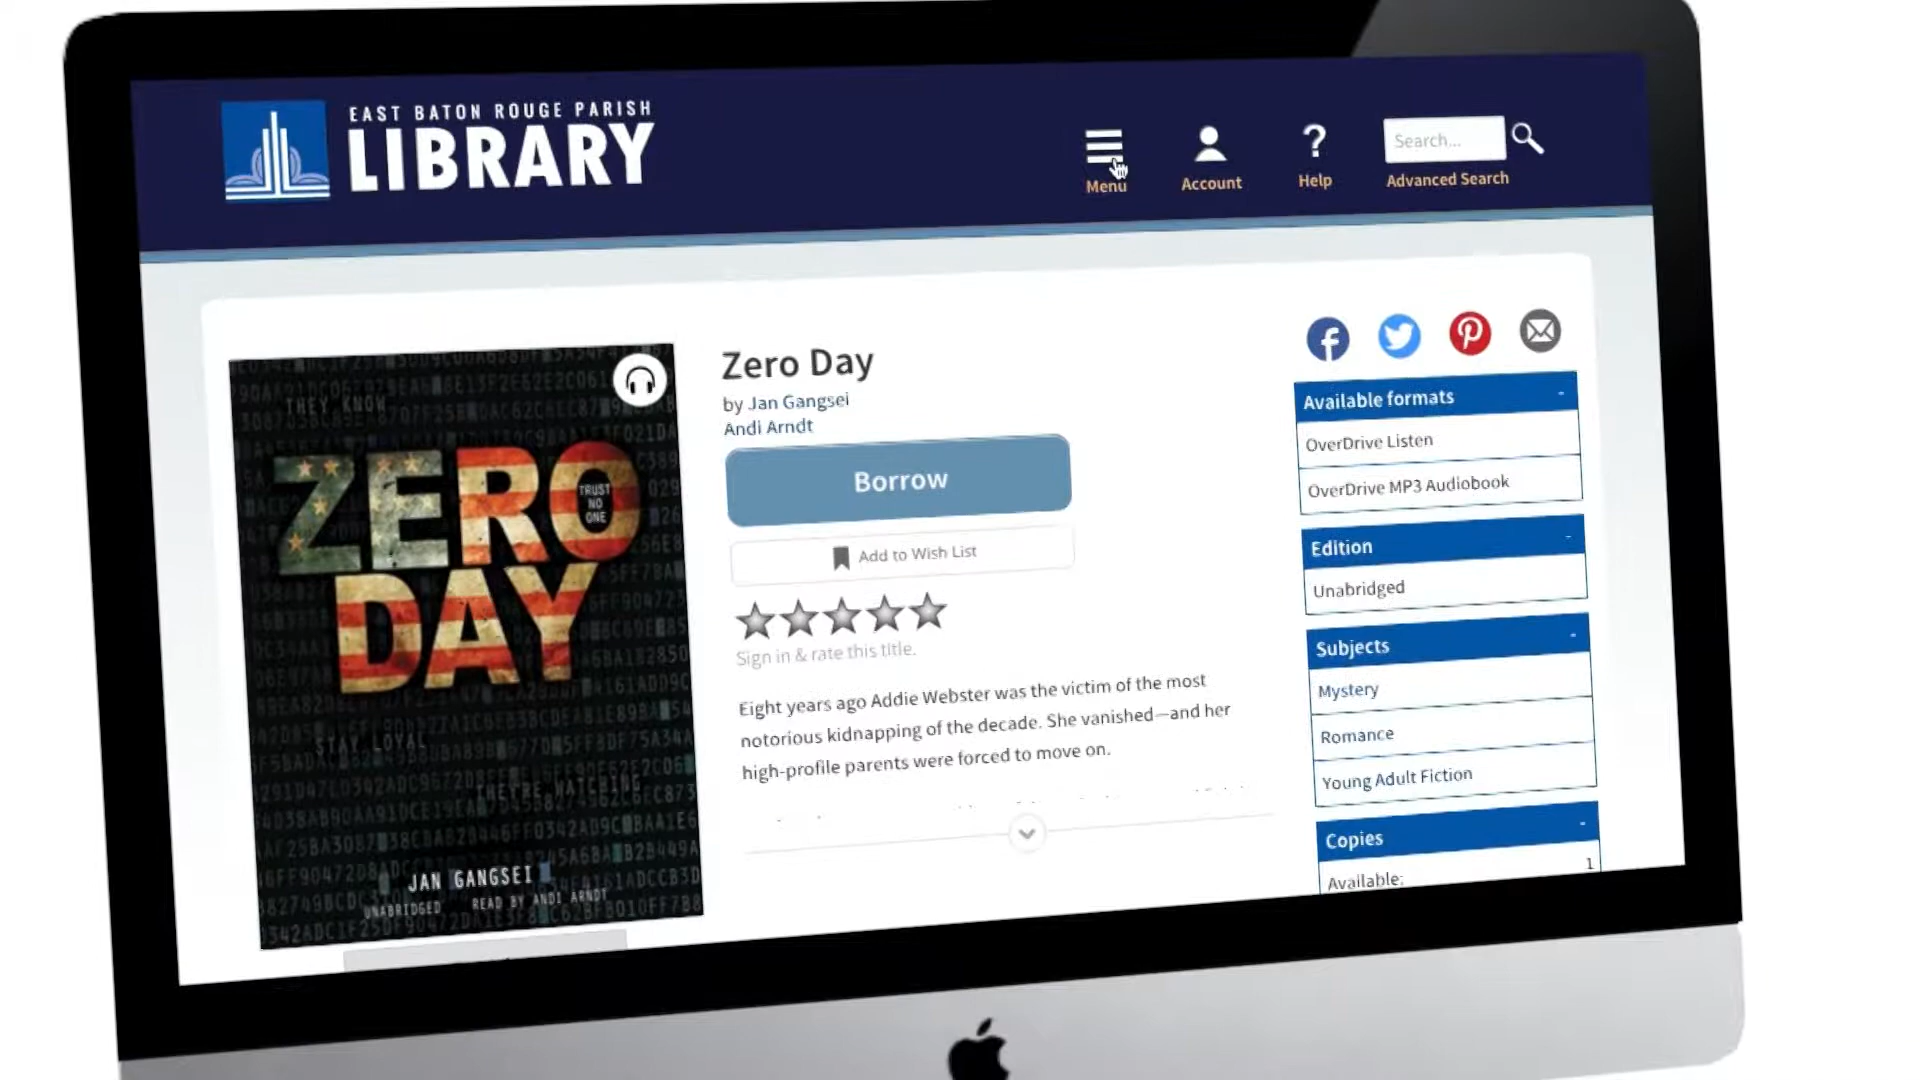 EAST BATON ROUGE PARISH
LIBRARY
Menu
Account
Help
Search...
Advanced Search
THEY KNOW
ZERO
TRUST
NO
ONE
DAY
STAY LOYAL
THEY'RE WATCHING
JAN GANGSEI
UNABRIDGED READ BY ANDI ARNDT
Zero Day
by Jan Gangsei
Andi Arndt
Borrow
Add to Wish List
Sign in & rate this title.
Eight years ago Addie Webster was the victim of the most
notorious kidnapping of the decade. She vanished—and her
high-profile parents were forced to move on.
Available formats -
OverDrive Listen
OverDrive MP3 Audiobook
Edition -
Unabridged
Subjects -
Mystery
Romance
Young Adult Fiction
Copies -
Available: 1